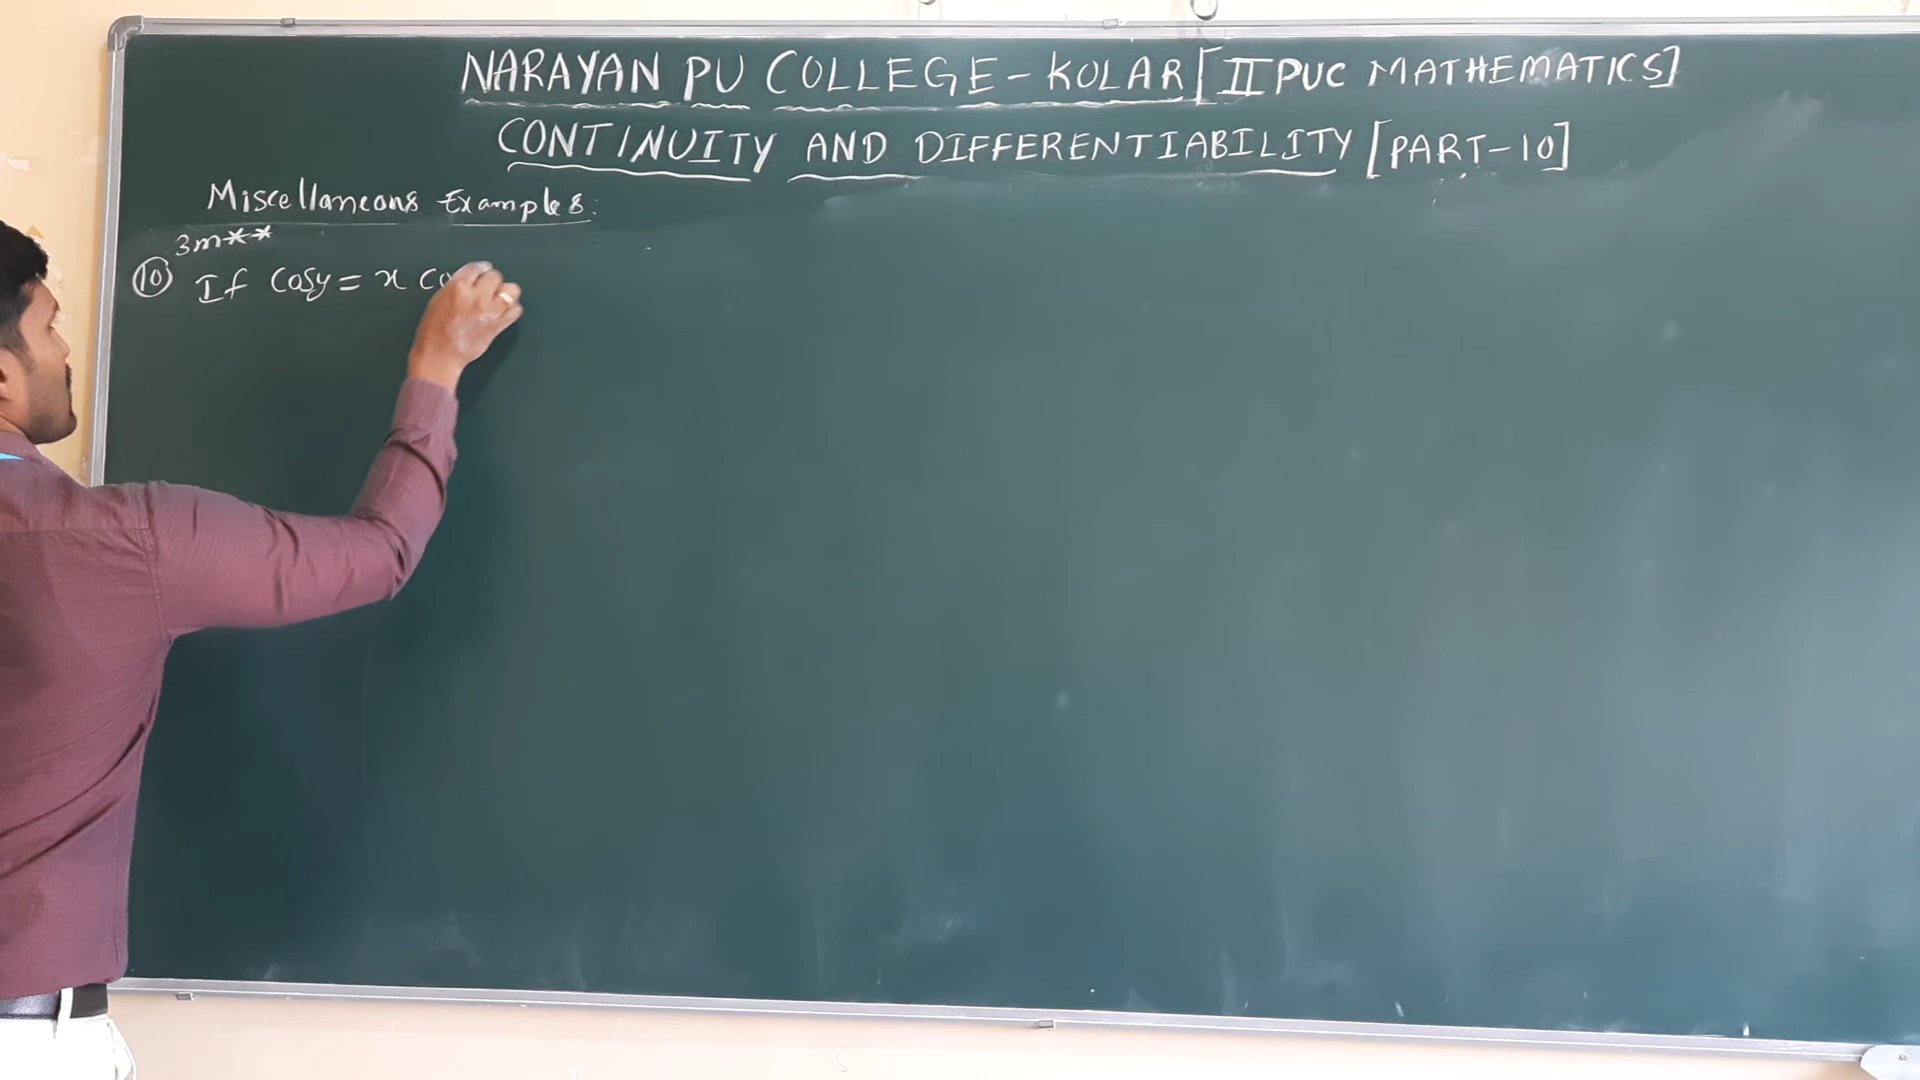 NARAYAN PU COLLEGE - KOLAR [II PUC MATHEMATICS]
CONTINUITY AND DIFFERENTIABILITY [PART-10]
Miscellaneous Examples:
3m**
10 If Cosy = x Co